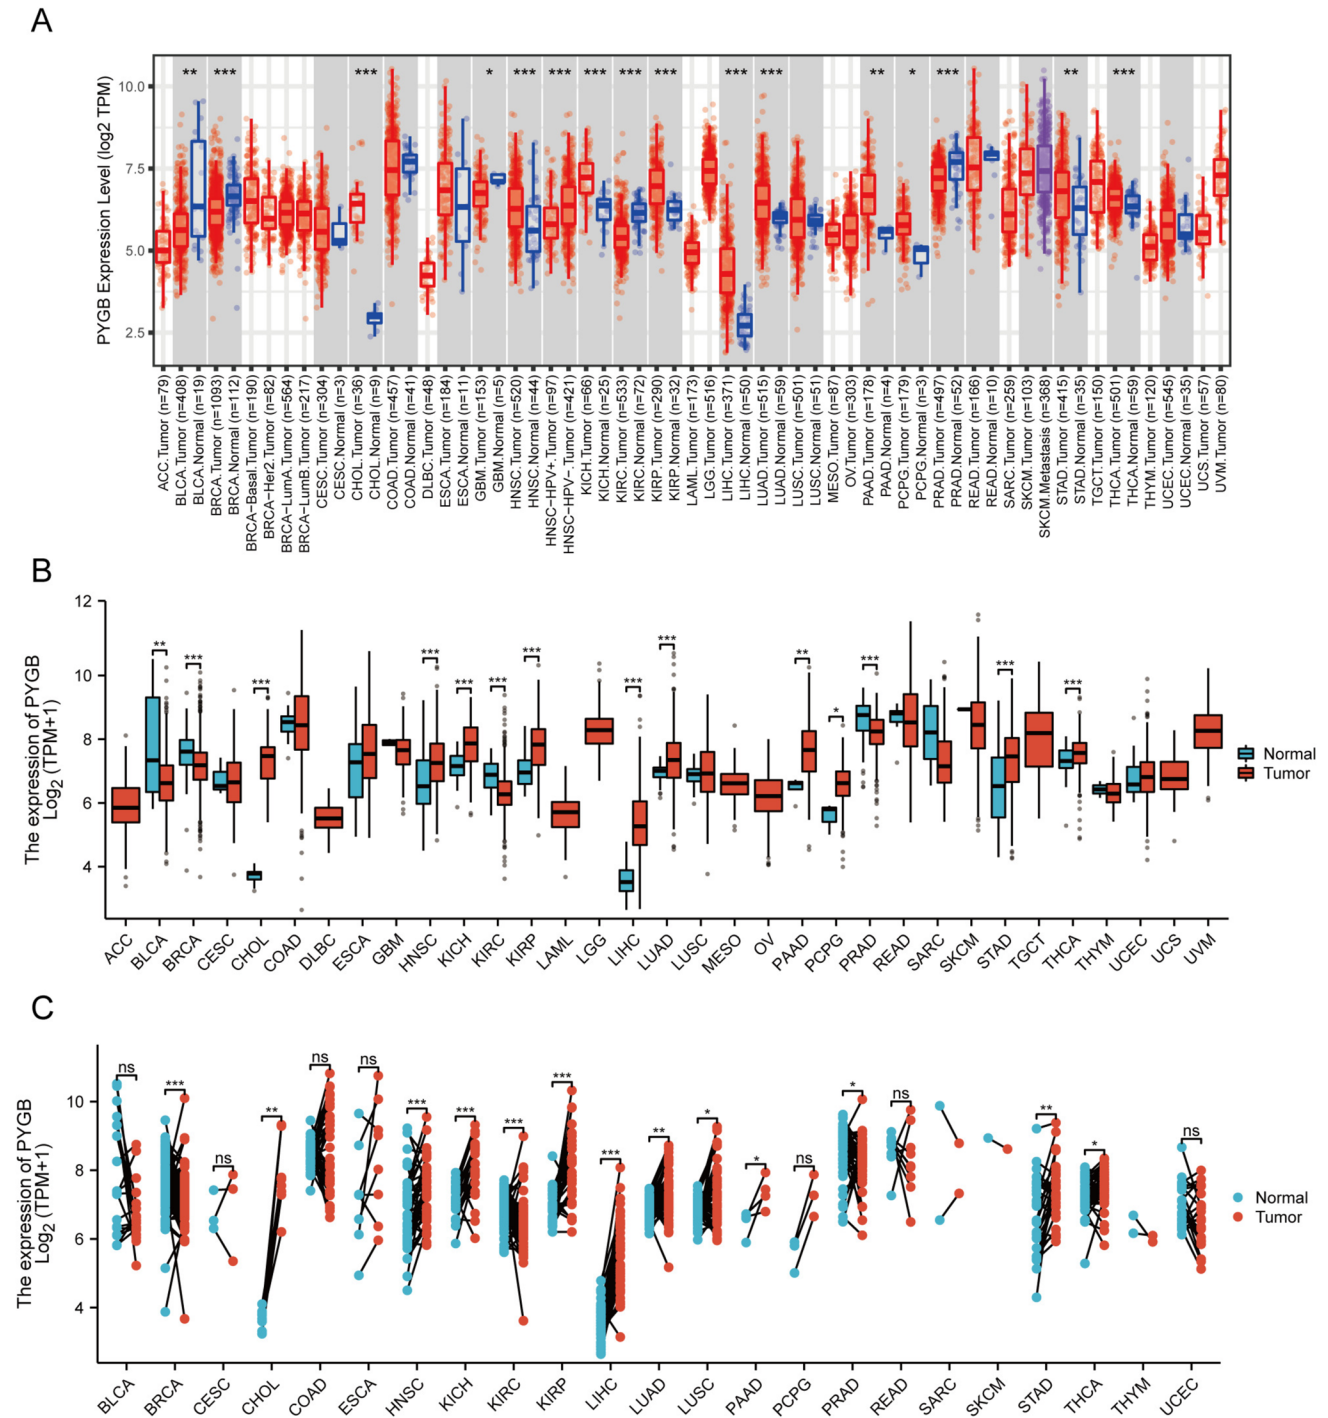 A
PYGB Expression Level (log2 TPM)
10.0
7.5
5.0
2.5
** *** *** * *** *** *** *** *** *** *** ** * *** ** ***
ACC.Tumor (n=79)
BLCA.Tumor (n=408)
BLCA.Normal (n=19)
BRCA.Tumor (n=1093)
BRCA.Normal (n=112)
BRCA-Basal.Tumor (n=190)
BRCA-Her2.Tumor (n=82)
BRCA-LumA.Tumor (n=564)
BRCA-LumB.Tumor (n=217)
CESC.Tumor (n=304)
CESC.Normal (n=3)
CHOL.Tumor (n=36)
CHOL.Normal (n=9)
COAD.Tumor (n=457)
COAD.Normal (n=41)
DLBC.Tumor (n=48)
ESCA.Tumor (n=184)
ESCA.Normal (n=11)
GBM.Tumor (n=153)
GBM.Normal (n=5)
HNSC.Tumor (n=520)
HNSC.Normal (n=44)
HNSC-HPV+.Tumor (n=97)
HNSC-HPV-.Tumor (n=421)
KICH.Tumor (n=66)
KICH.Normal (n=25)
KIRC.Tumor (n=533)
KIRC.Normal (n=72)
KIRP.Tumor (n=290)
KIRP.Normal (n=32)
LAML.Tumor (n=173)
LGG.Tumor (n=516)
LIHC.Tumor (n=371)
LIHC.Normal (n=50)
LUAD.Tumor (n=515)
LUAD.Normal (n=59)
LUSC.Tumor (n=501)
LUSC.Normal (n=51)
MESO.Tumor (n=87)
OV.Tumor (n=303)
PAAD.Tumor (n=178)
PAAD.Normal (n=4)
PCPG.Tumor (n=179)
PCPG.Normal (n=3)
PRAD.Tumor (n=497)
PRAD.Normal (n=52)
READ.Tumor (n=166)
READ.Normal (n=10)
SARC.Tumor (n=259)
SKCM.Tumor (n=103)
SKCM.Metastasis (n=368)
STAD.Tumor (n=415)
STAD.Normal (n=35)
TGCT.Tumor (n=150)
THCA.Tumor (n=501)
THCA.Normal (n=59)
THYM.Tumor (n=120)
UCEC.Tumor (n=545)
UCEC.Normal (n=35)
UCS.Tumor (n=57)
UVM.Tumor (n=80)
B
The expression of PYGB
Log2 (TPM+1)
12
10
8
6
4
** *** *** *** *** *** *** *** *** ** * *** *** ***
Normal
Tumor
ACC BLCA BRCA CESC CHOL COAD DLBC ESCA GBM HNSC KICH KIRC KIRP LAML LGG LIHC LUAD LUSC MESO OV PAAD PCPG PRAD READ SARC SKCM STAD TGCT THCA THYM UCEC UCS UVM
C
The expression of PYGB
Log2 (TPM+1)
10
8
6
4
ns *** ns ** ns ns *** *** *** *** *** ** * * ns * ns ** * ns
Normal
Tumor
BLCA BRCA CESC CHOL COAD ESCA HNSC KICH KIRC KIRP LIHC LUAD LUSC PAAD PCPG PRAD READ SARC SKCM STAD THCA THYM UCEC